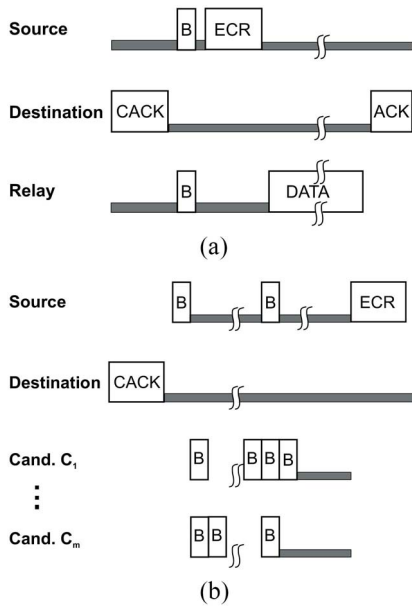 Source B ECR
Destination CACK ACK
Relay B DATA
(a)
Source B B ECR
Destination CACK
Cand. C1 B B B B
Cand. Cm B B B
(b)